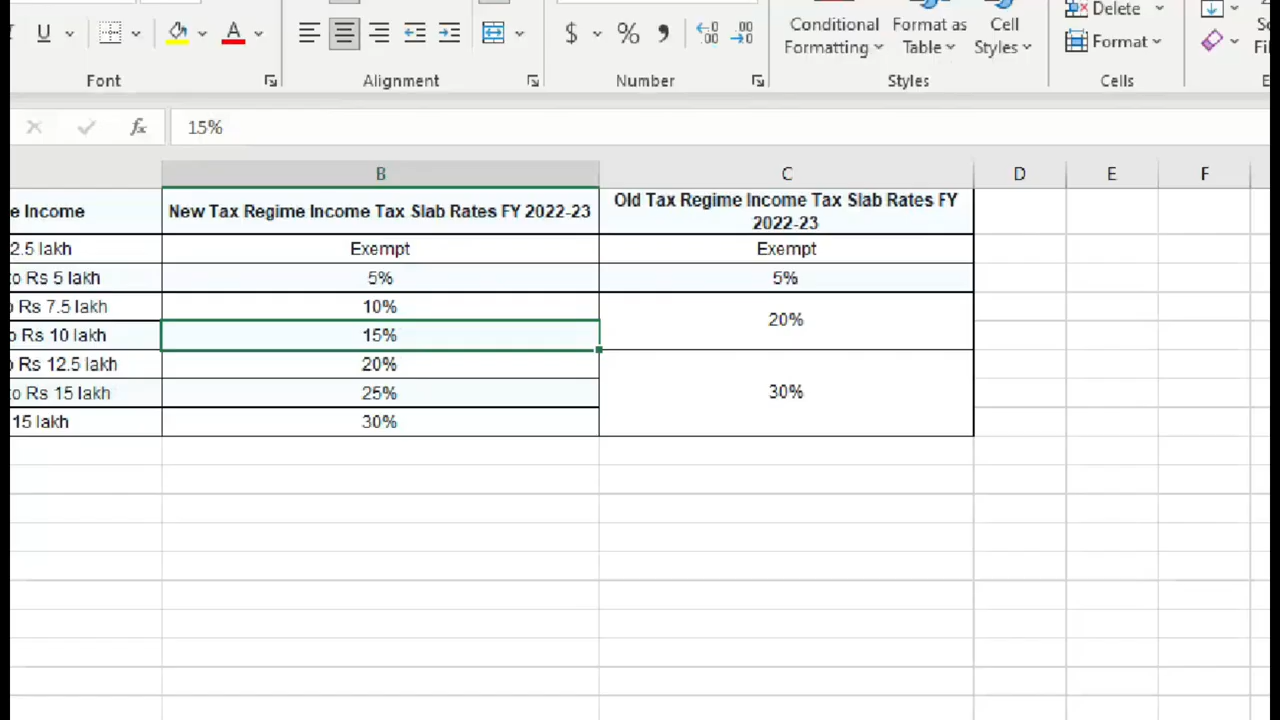 U
A
$ % 9
Conditional Formatting
Format as Table
Cell Styles
Delete
Format
Font
Alignment
Number
Styles
Cells
fx 15%
B C D E F
e Income New Tax Regime Income Tax Slab Rates FY 2022-23 Old Tax Regime Income Tax Slab Rates FY
2022-23
2.5 lakh Exempt Exempt
to Rs 5 lakh 5% 5%
o Rs 7.5 lakh 10%
20%
o Rs 10 lakh 15%
o Rs 12.5 lakh 20%
to Rs 15 lakh 25% 30%
15 lakh 30%